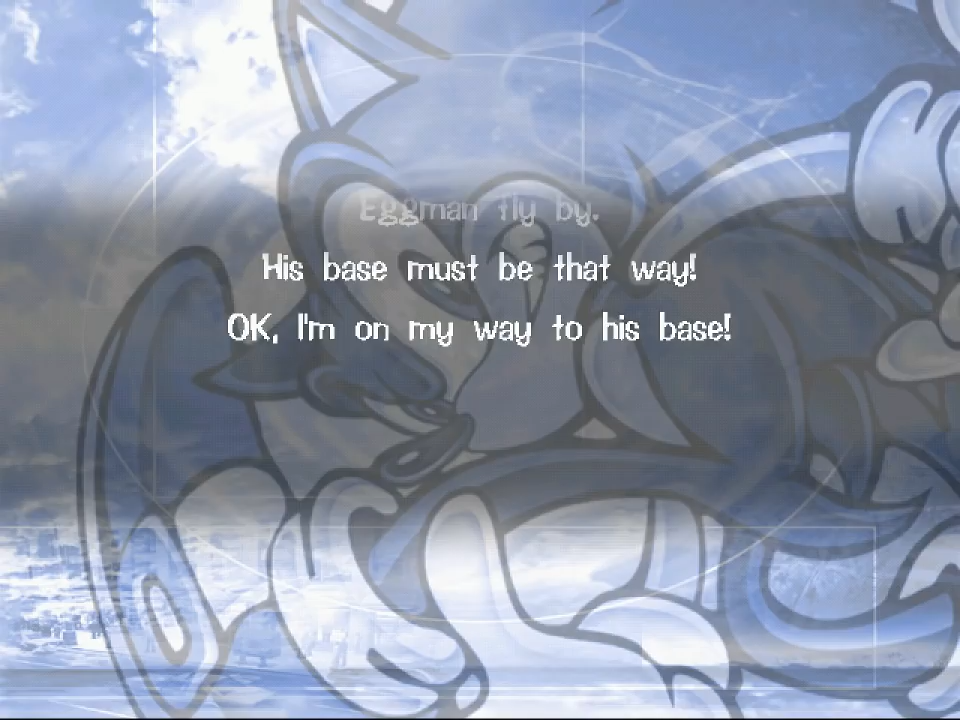 Eggman fly by.
His base must be that way!
OK, I'm on my way to his base!